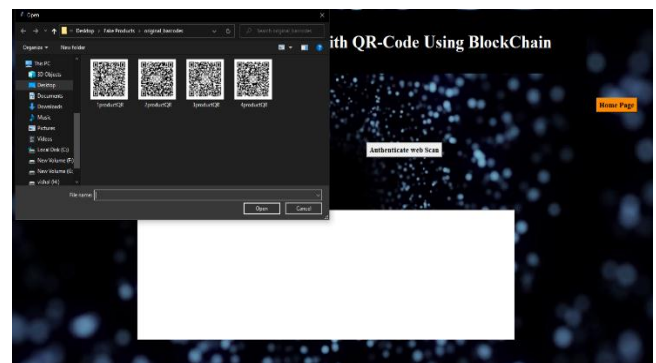 Open
Desktop > Fake Products > original_barcodes
Search original_barcodes
Organize
New folder
This PC
3D Objects
Desktop
Documents
Downloads
Music
Pictures
Videos
Local Disk (C:)
New Volume (F:)
New Volume (G:)
vishal (H:)
1productQR
2productQR
3productQR
4productQR
File name:
Open
Cancel
ith QR-Code Using BlockChain
Home Page
Authenticate web Scan